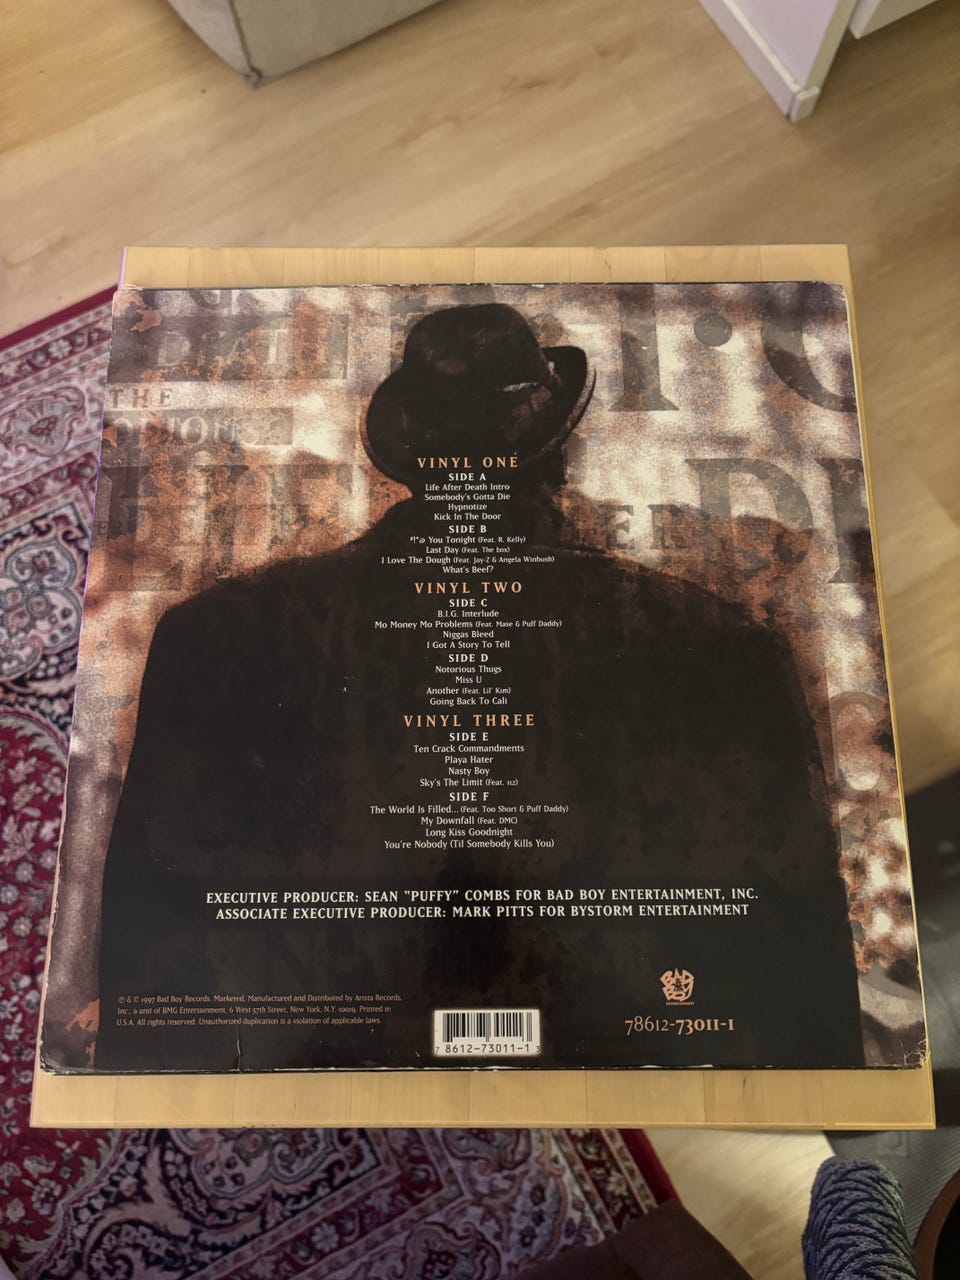 THE
VINYL ONE
SIDE A
Life After Death Intro
Somebody's Gotta Die
Hypnotize
Kick In The Door
SIDE B
*!*@ You Tonight (Feat. R. Kelly)
Last Day (Feat. The box)
I Love The Dough (Feat. Jay-Z & Angela Winbush)
What's Beef?
VINYL TWO
SIDE C
B.I.G. Interlude
Mo Money Mo Problems (Feat. Mase & Puff Daddy)
Niggas Bleed
I Got A Story To Tell
SIDE D
Notorious Thugs
Miss U
Another (Feat. Lil' Kim)
Going Back To Cali
VINYL THREE
SIDE E
Ten Crack Commandments
Playa Hater
Nasty Boy
Sky's The Limit (Feat. 112)
SIDE F
The World Is Filled... (Feat. Too Short & Puff Daddy)
My Downfall (Feat. DMC)
Long Kiss Goodnight
You're Nobody (Til Somebody Kills You)
EXECUTIVE PRODUCER: SEAN "PUFFY" COMBS FOR BAD BOY ENTERTAINMENT, INC.
ASSOCIATE EXECUTIVE PRODUCER: MARK PITTS FOR BYSTORM ENTERTAINMENT
℗ & © 1997 Bad Boy Records. Marketed, Manufactured and Distributed by Arista Records,
Inc., a unit of BMG Entertainment, 6 West 57th Street, New York, N.Y. 10019. Printed in
U.S.A. All rights reserved. Unauthorized duplication is a violation of applicable laws.
7 8612-73011-1 3
BAD BOY
ENTERTAINMENT
78612-73011-1